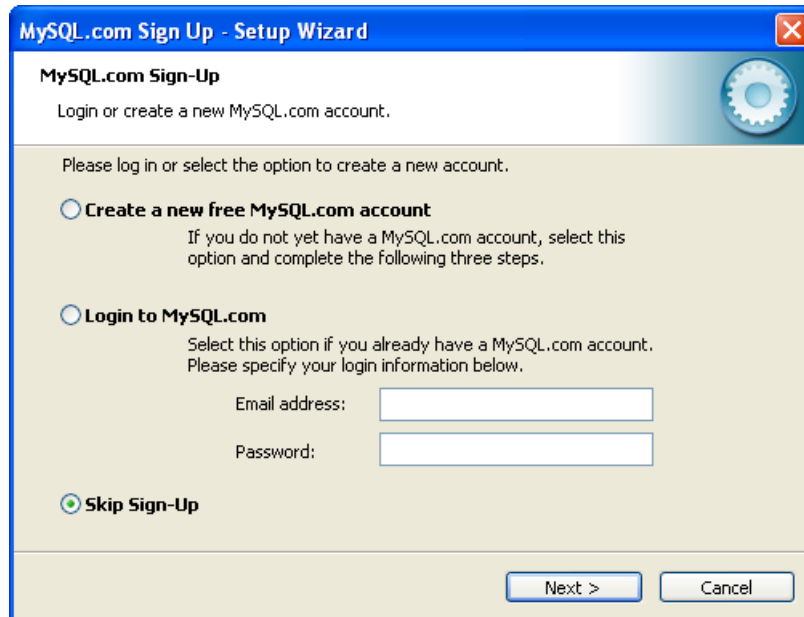 MySQL.com Sign Up - Setup Wizard
MySQL.com Sign-Up
Login or create a new MySQL.com account.
Please log in or select the option to create a new account.
Create a new free MySQL.com account
If you do not yet have a MySQL.com account, select this
option and complete the following three steps.
Login to MySQL.com
Select this option if you already have a MySQL.com account.
Please specify your login information below.
Email address:
Password:
Skip Sign-Up
Next > Cancel